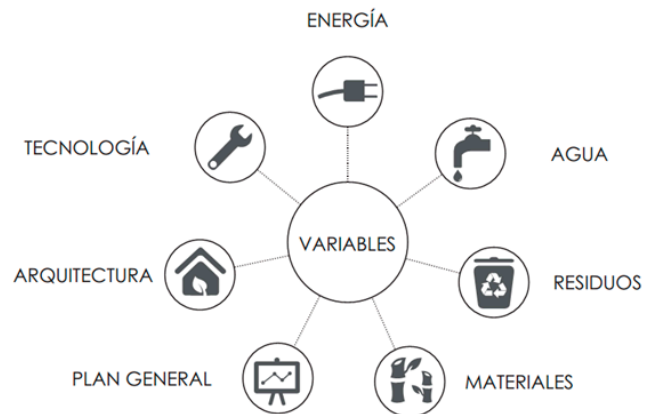 ENERGÍA
TECNOLOGÍA
AGUA
VARIABLES
ARQUITECTURA
RESIDUOS
PLAN GENERAL
MATERIALES